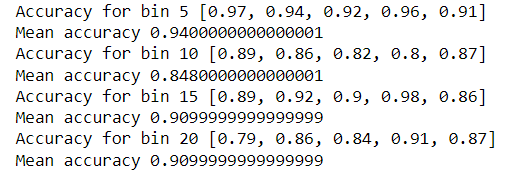 Accuracy for bin 5 [0.97, 0.94, 0.92, 0.96, 0.91]
Mean accuracy 0.9400000000000001
Accuracy for bin 10 [0.89, 0.86, 0.82, 0.8, 0.87]
Mean accuracy 0.8480000000000001
Accuracy for bin 15 [0.89, 0.92, 0.9, 0.98, 0.86]
Mean accuracy 0.9099999999999999
Accuracy for bin 20 [0.79, 0.86, 0.84, 0.91, 0.87]
Mean accuracy 0.9099999999999999